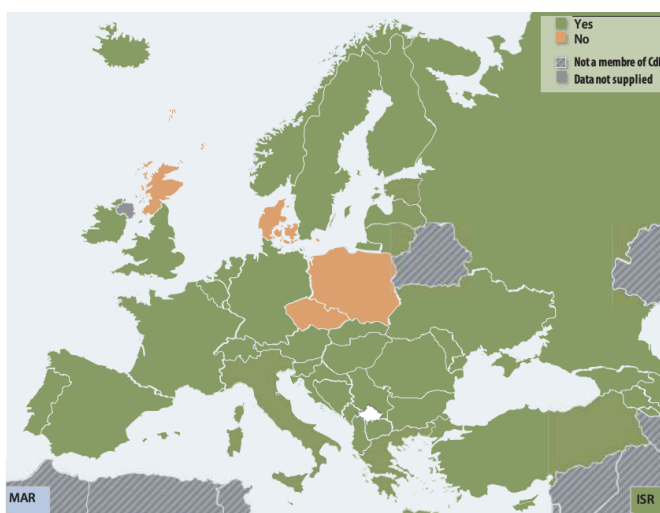 Yes
No
Not a membre of CdE
Data not supplied
MAR
ISR